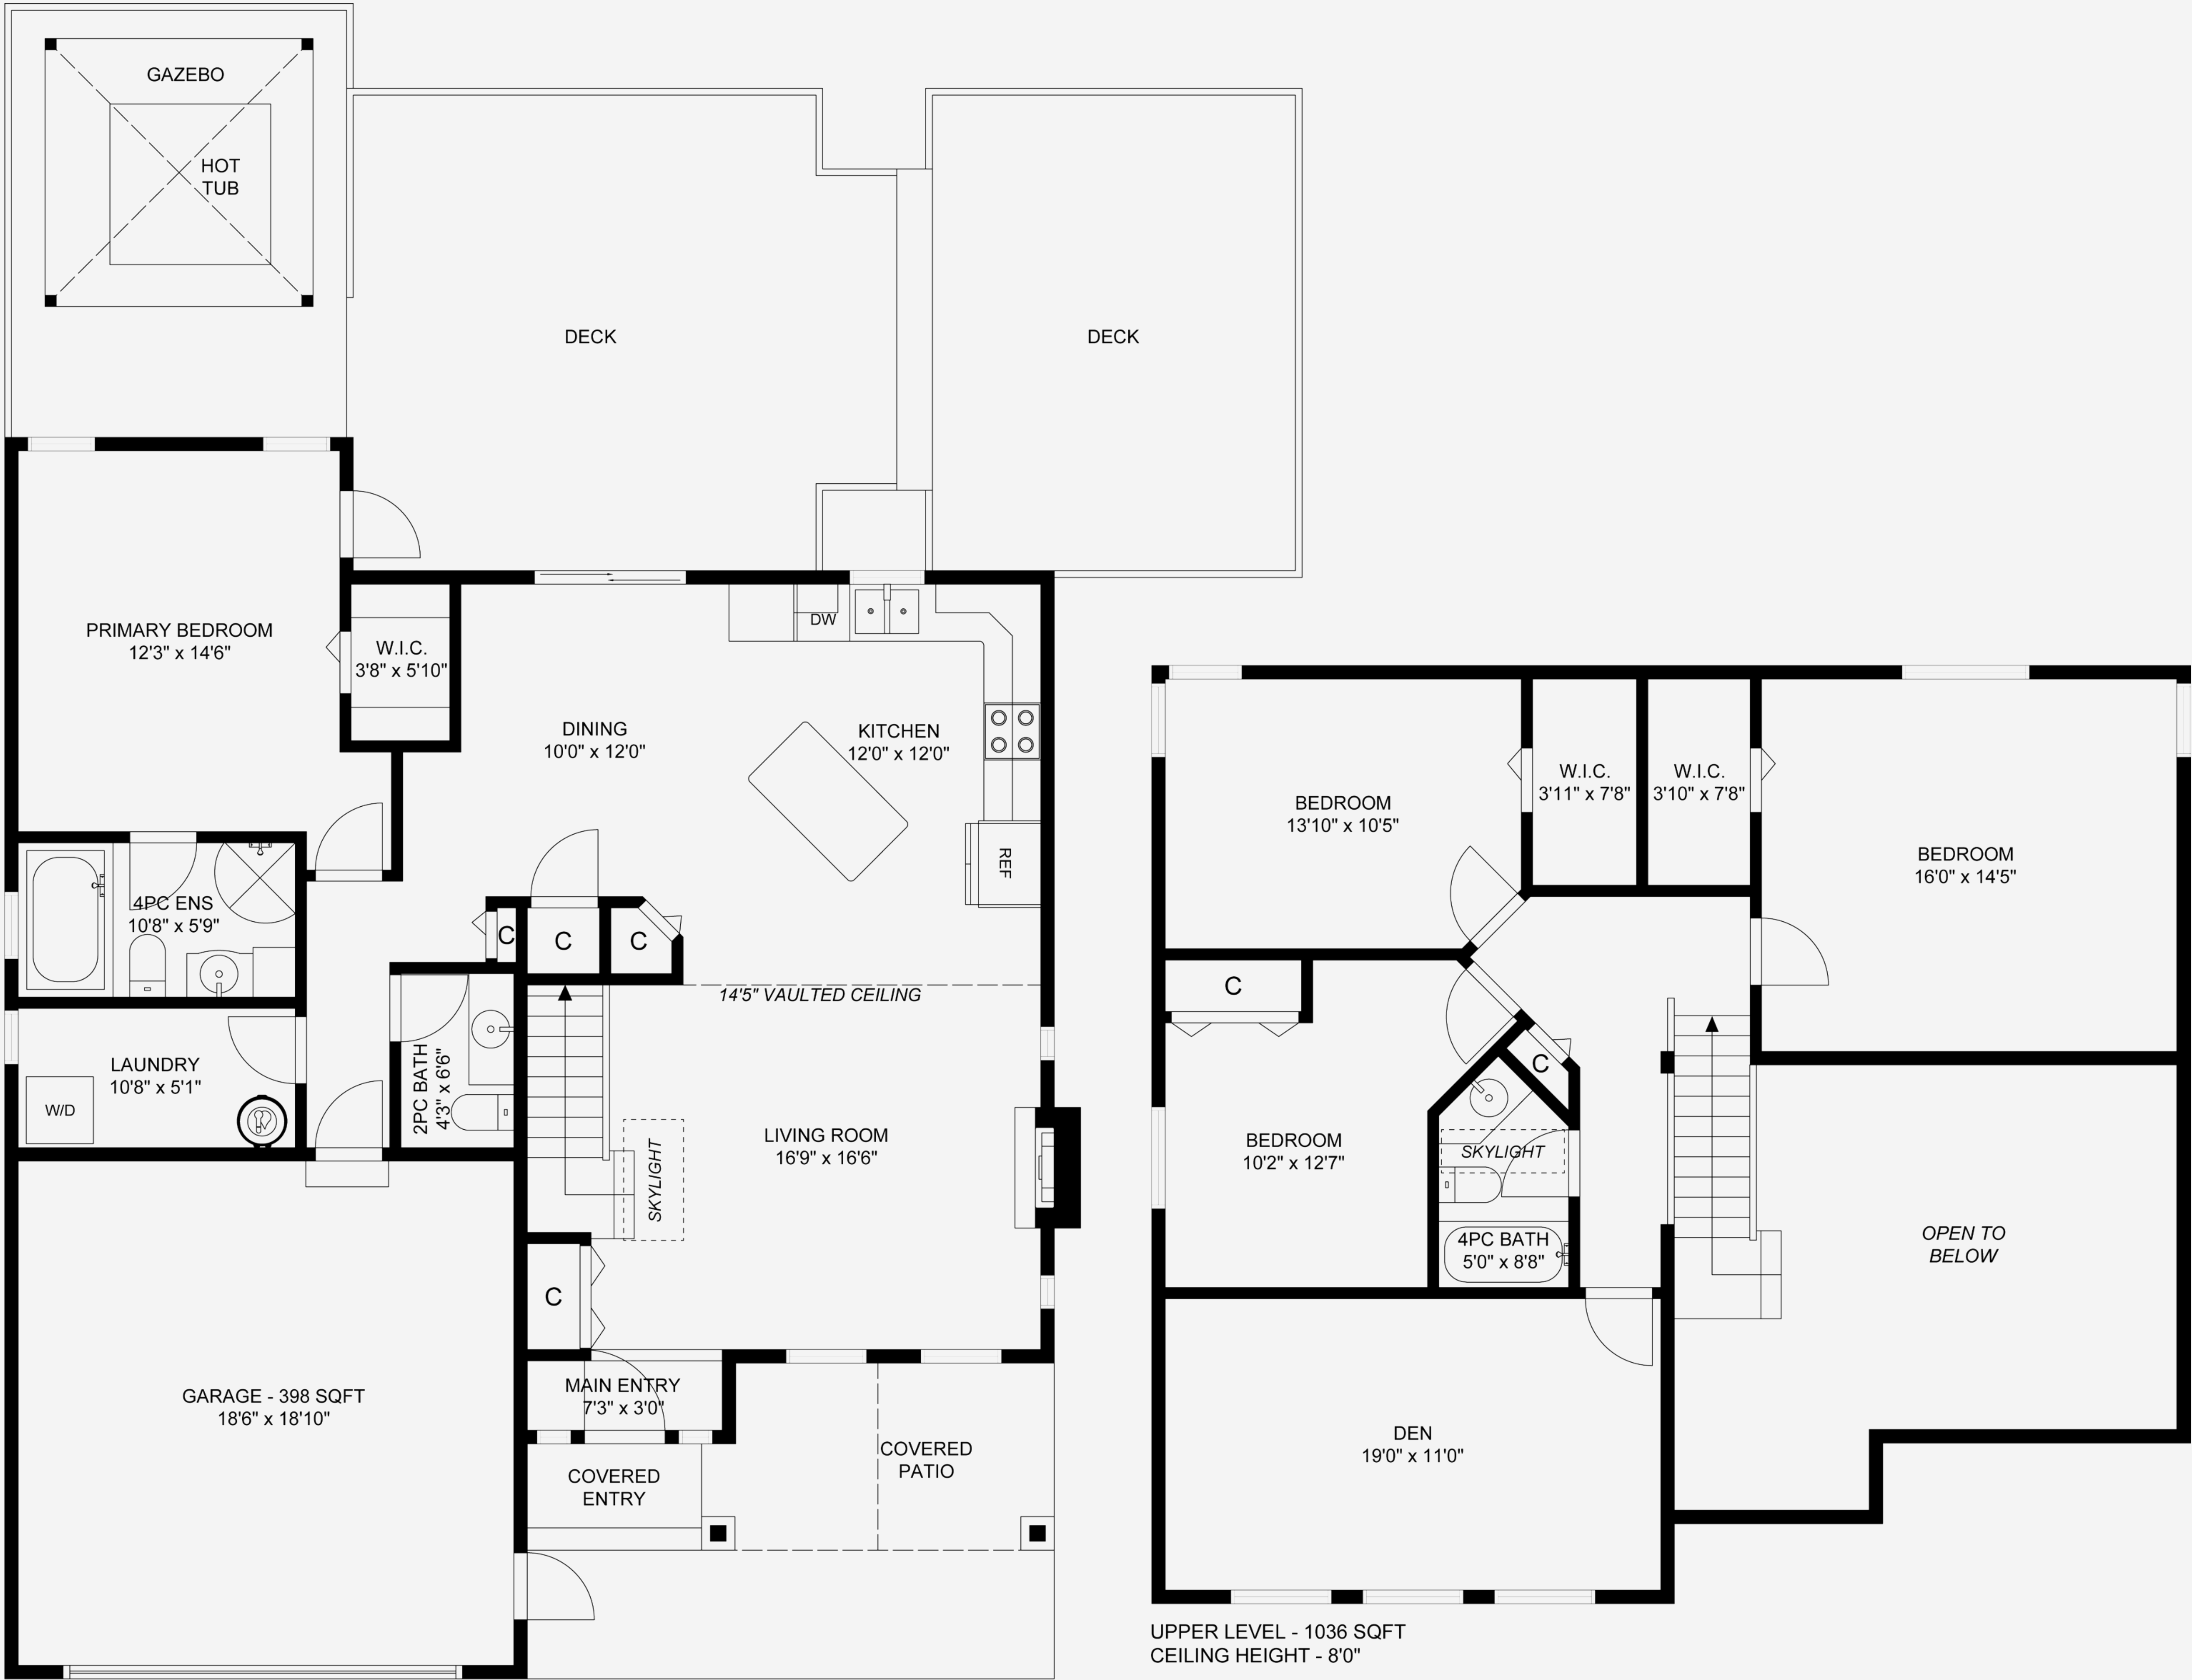 GAZEBO
HOT
TUB
DECK
DECK
PRIMARY BEDROOM
12'3" x 14'6"
W.I.C.
3'8" x 5'10"
DW
DINING
10'0" x 12'0"
KITCHEN
12'0" x 12'0"
REF
4PC ENS
10'8" x 5'9"
C
C
C
14'5" VAULTED CEILING
LAUNDRY
10'8" x 5'1"
W/D
2PC BATH
4'3" x 6'6"
LIVING ROOM
16'9" x 16'6"
SKYLIGHT
C
MAIN ENTRY
7'3" x 3'0"
GARAGE - 398 SQFT
18'6" x 18'10"
COVERED
ENTRY
COVERED
PATIO
BEDROOM
13'10" x 10'5"
W.I.C.
3'11" x 7'8"
W.I.C.
3'10" x 7'8"
BEDROOM
16'0" x 14'5"
C
C
BEDROOM
10'2" x 12'7"
SKYLIGHT
4PC BATH
5'0" x 8'8"
OPEN TO
BELOW
DEN
19'0" x 11'0"
UPPER LEVEL - 1036 SQFT
CEILING HEIGHT - 8'0"